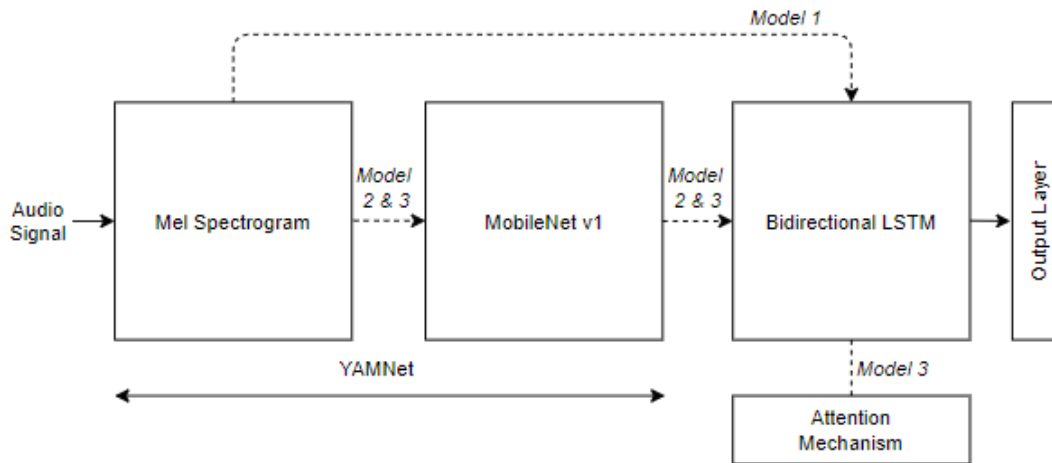 Model 1
Audio
Signal
Mel Spectrogram
Model
2 & 3
MobileNet v1
Model
2 & 3
Bidirectional LSTM
Output Layer
YAMNet
Model 3
Attention
Mechanism